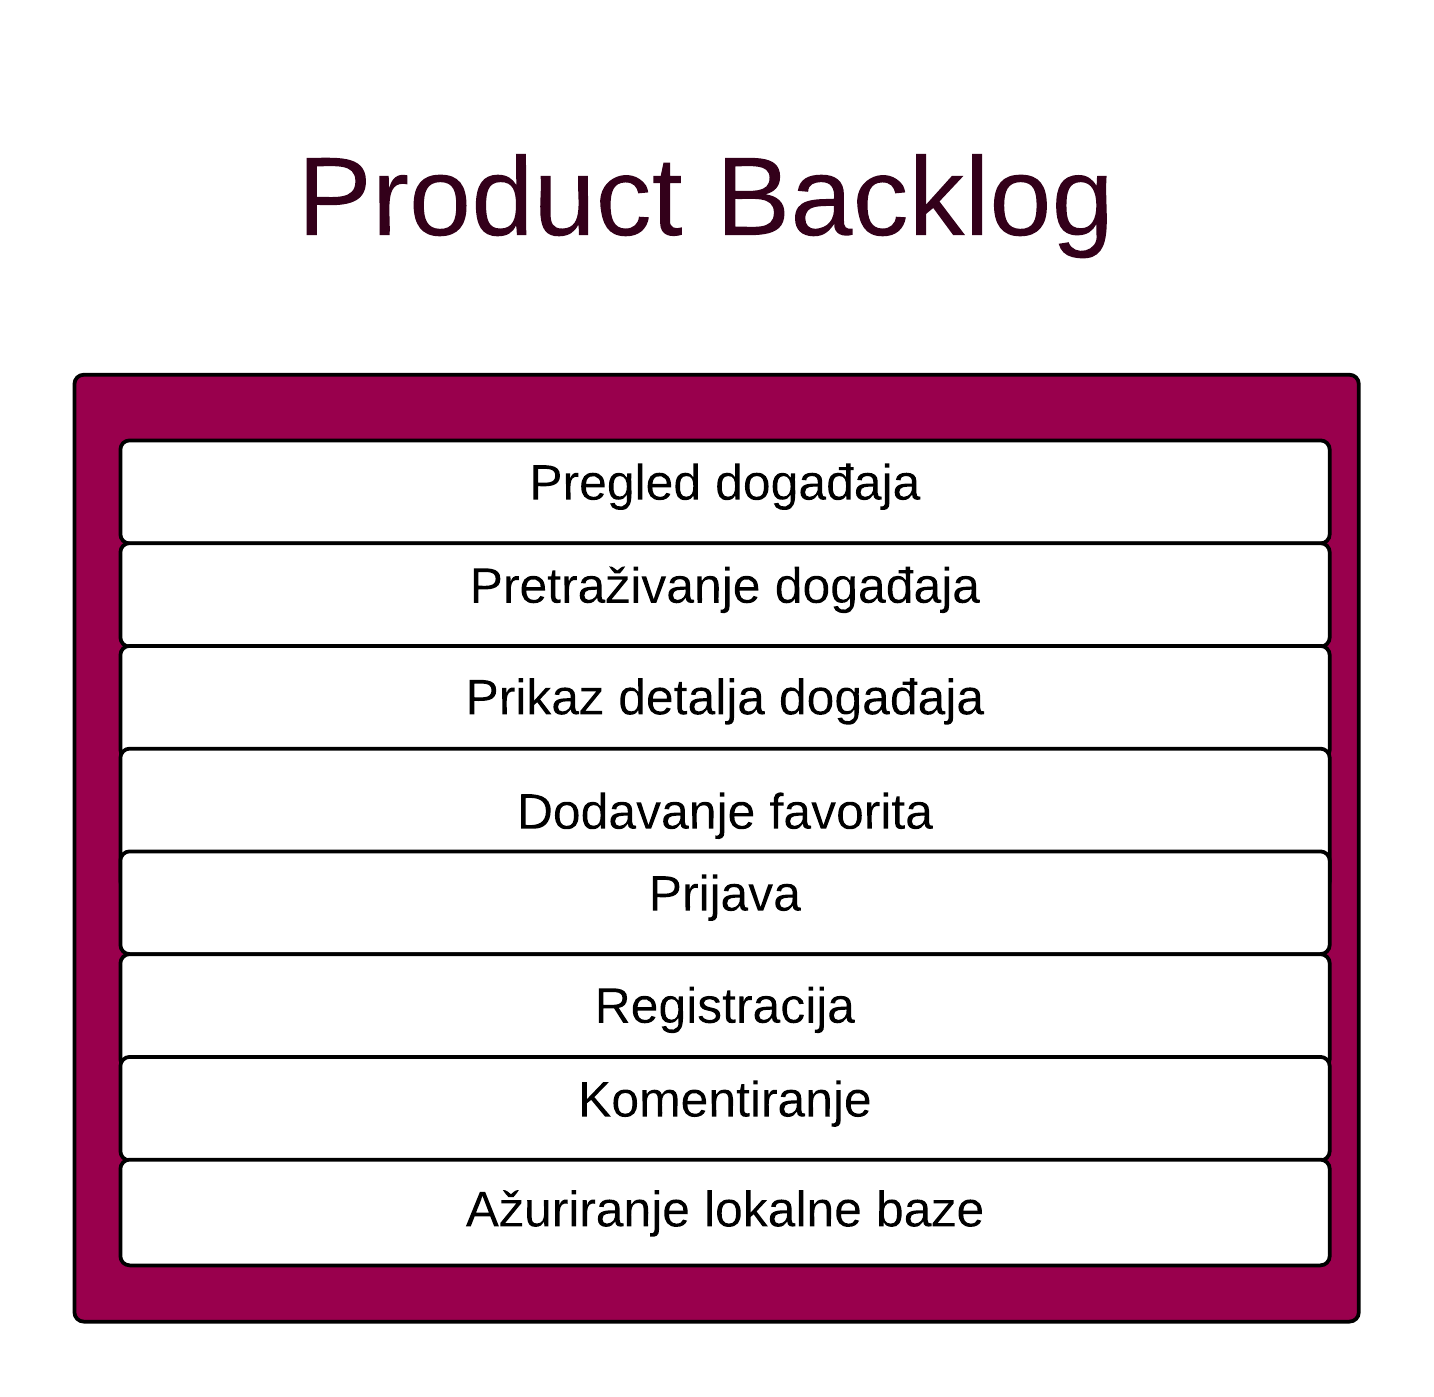 Product Backlog
Pregled događaja
Pretraživanje događaja
Prikaz detalja događaja
Dodavanje favorita
Prijava
Registracija
Komentiranje
Ažuriranje lokalne baze